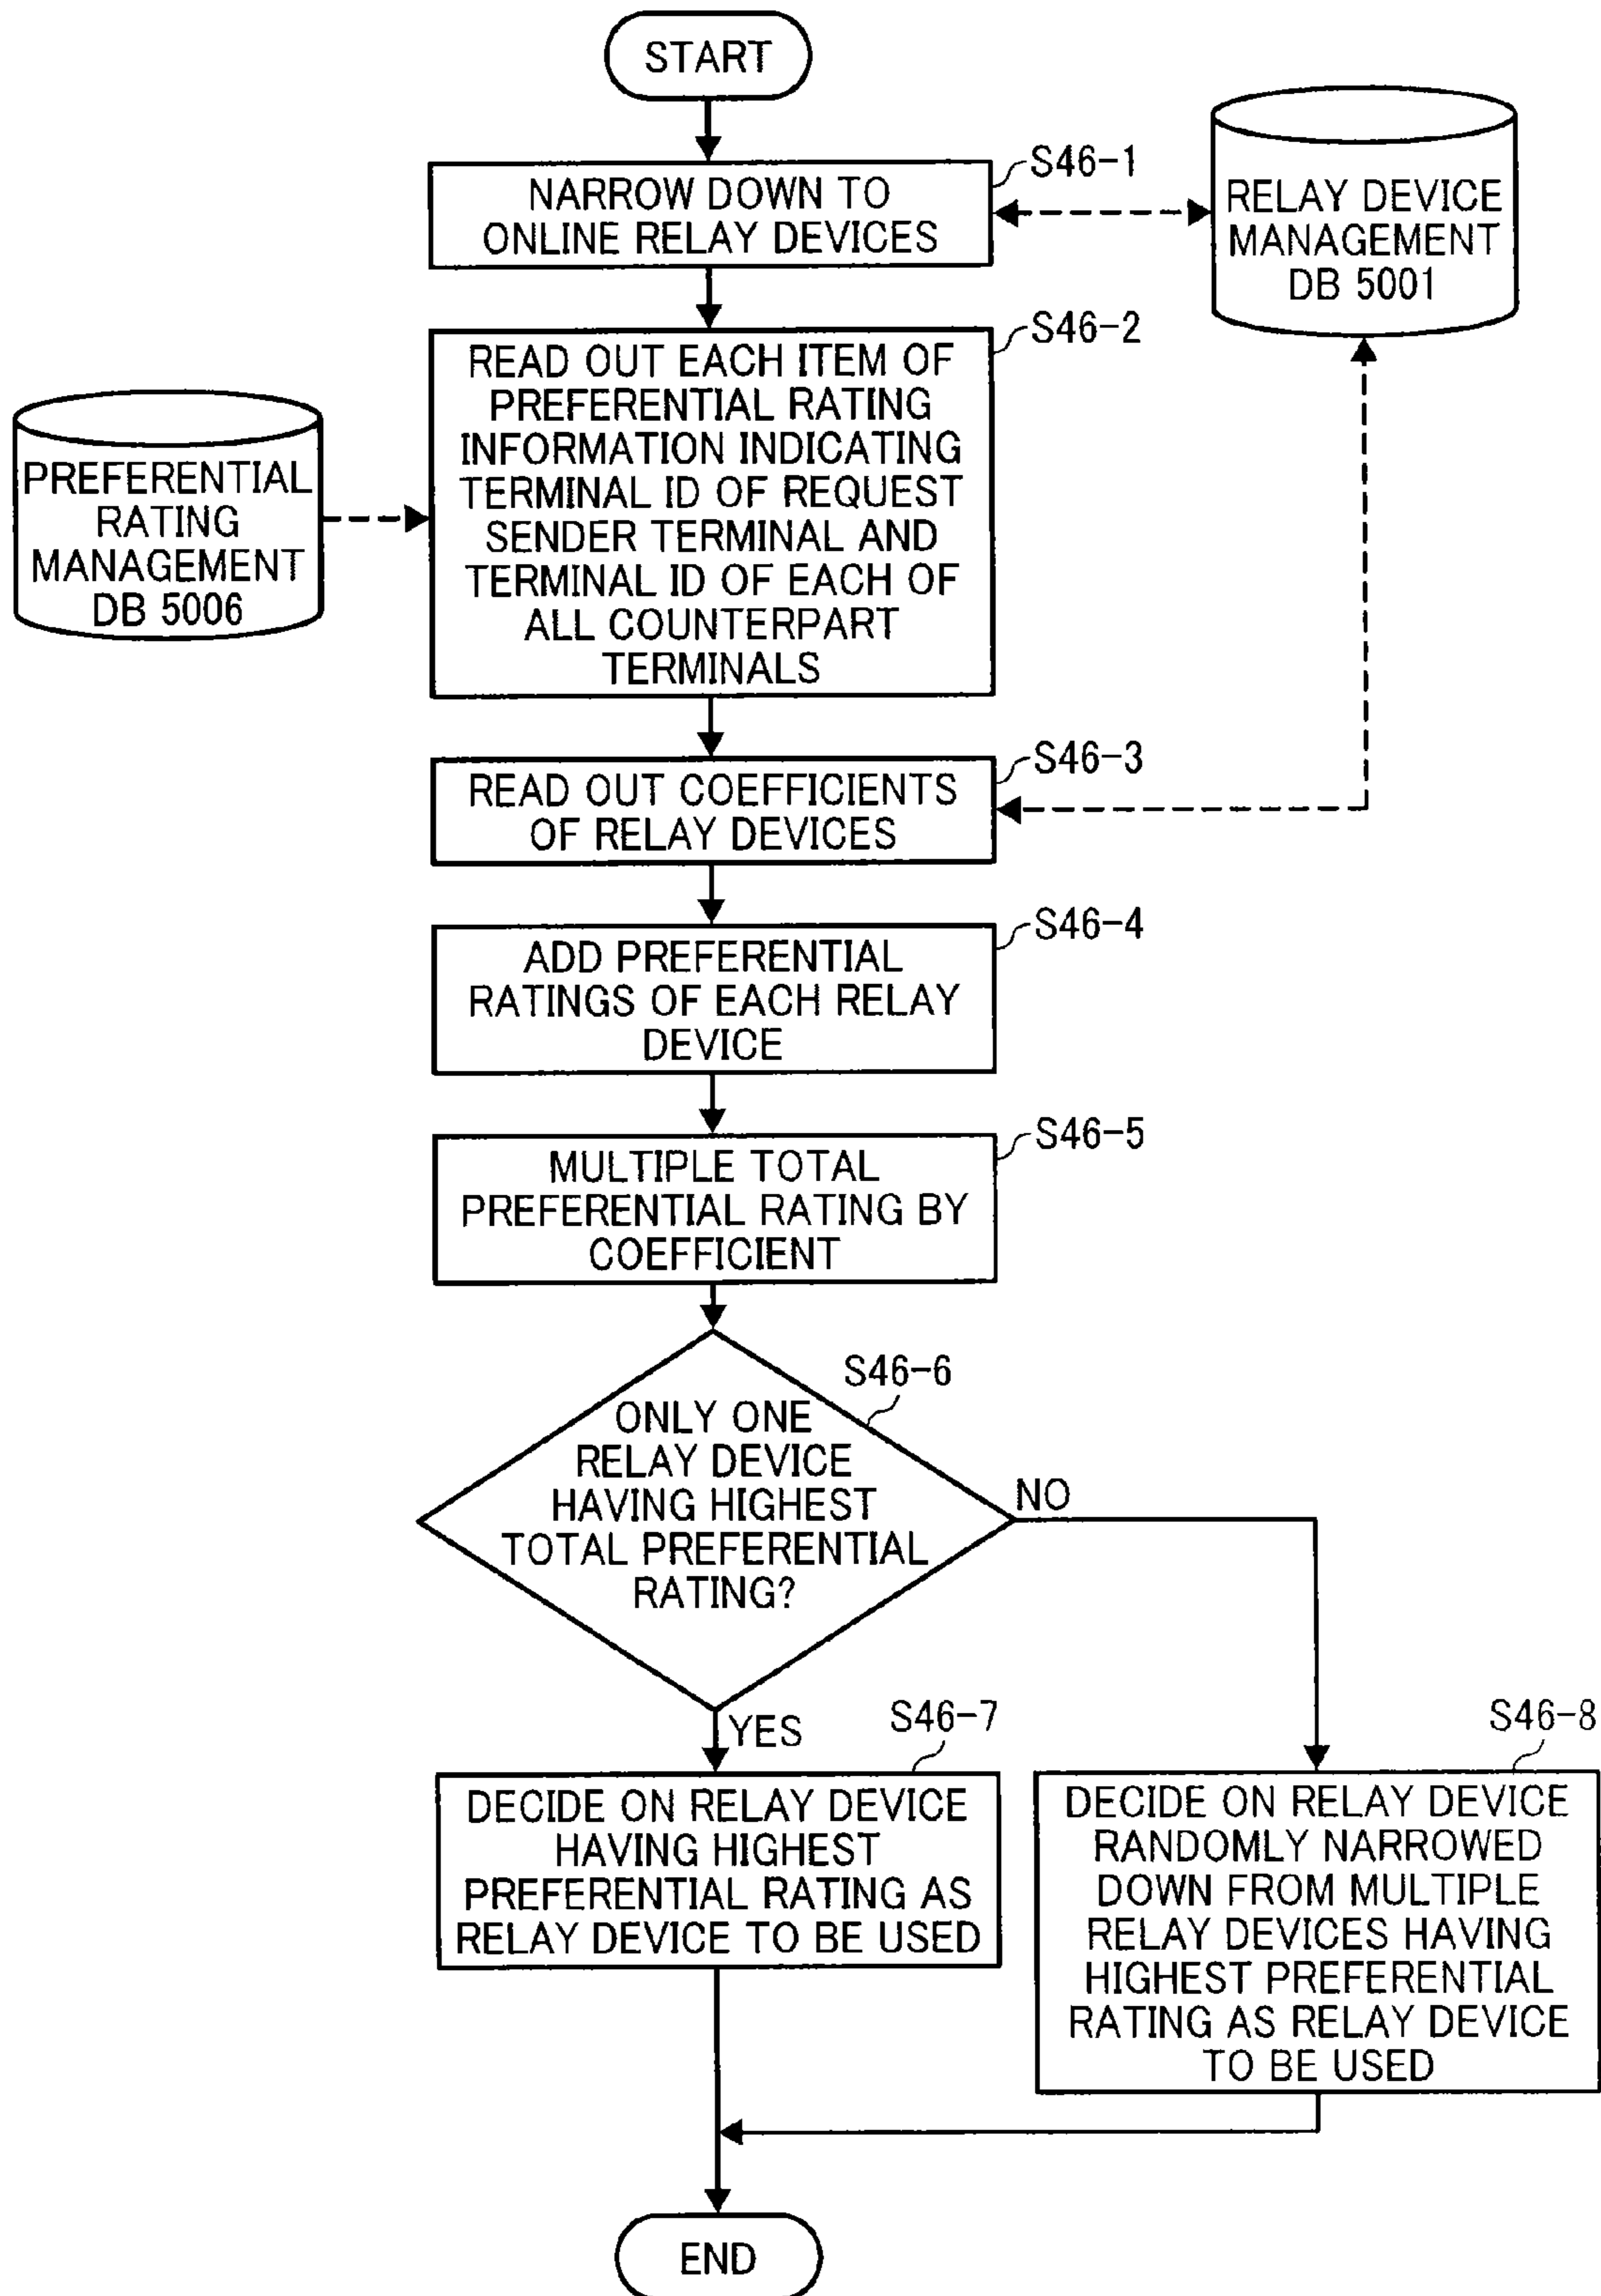 START
S46-1
NARROW DOWN TO
ONLINE RELAY DEVICES
RELAY DEVICE
MANAGEMENT
DB 5001
S46-2
READ OUT EACH ITEM OF
PREFERENTIAL RATING
INFORMATION INDICATING
TERMINAL ID OF REQUEST
SENDER TERMINAL AND
TERMINAL ID OF EACH OF
ALL COUNTERPART
TERMINALS
PREFERENTIAL
RATING
MANAGEMENT
DB 5006
S46-3
READ OUT COEFFICIENTS
OF RELAY DEVICES
S46-4
ADD PREFERENTIAL
RATINGS OF EACH RELAY
DEVICE
S46-5
MULTIPLE TOTAL
PREFERENTIAL RATING BY
COEFFICIENT
S46-6
ONLY ONE
RELAY DEVICE
HAVING HIGHEST
TOTAL PREFERENTIAL
RATING?
NO
YES
S46-7
DECIDE ON RELAY DEVICE
HAVING HIGHEST
PREFERENTIAL RATING AS
RELAY DEVICE TO BE USED
S46-8
DECIDE ON RELAY DEVICE
RANDOMLY NARROWED
DOWN FROM MULTIPLE
RELAY DEVICES HAVING
HIGHEST PREFERENTIAL
RATING AS RELAY DEVICE
TO BE USED
END